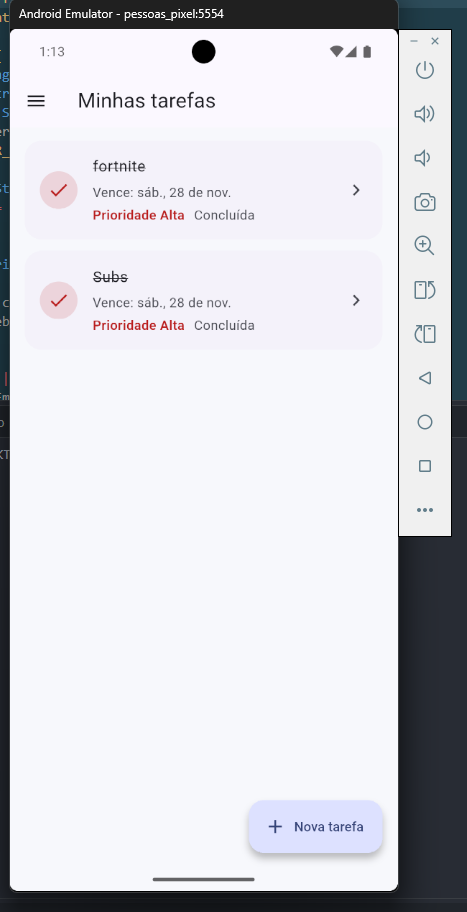 Android Emulator - pessoas_pixel:5554
1:13
Minhas tarefas
fortnite
Vence: sáb., 28 de nov.
Prioridade Alta Concluída
Subs
Vence: sáb., 28 de nov.
Prioridade Alta Concluída
Nova tarefa